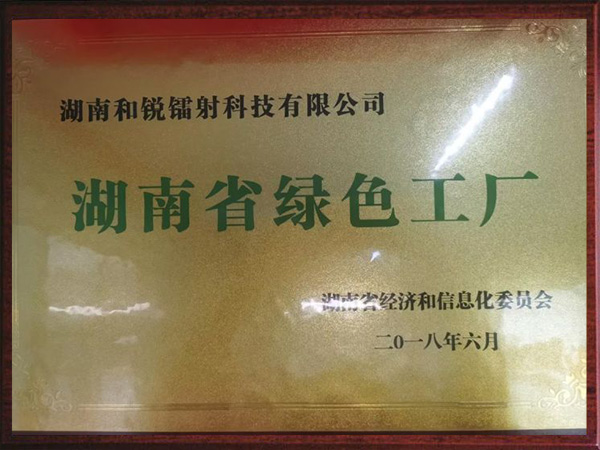 湖南和锐镭射科技有限公司
湖南省绿色工厂
湖南省经济和信息化委员会
二0一八年六月